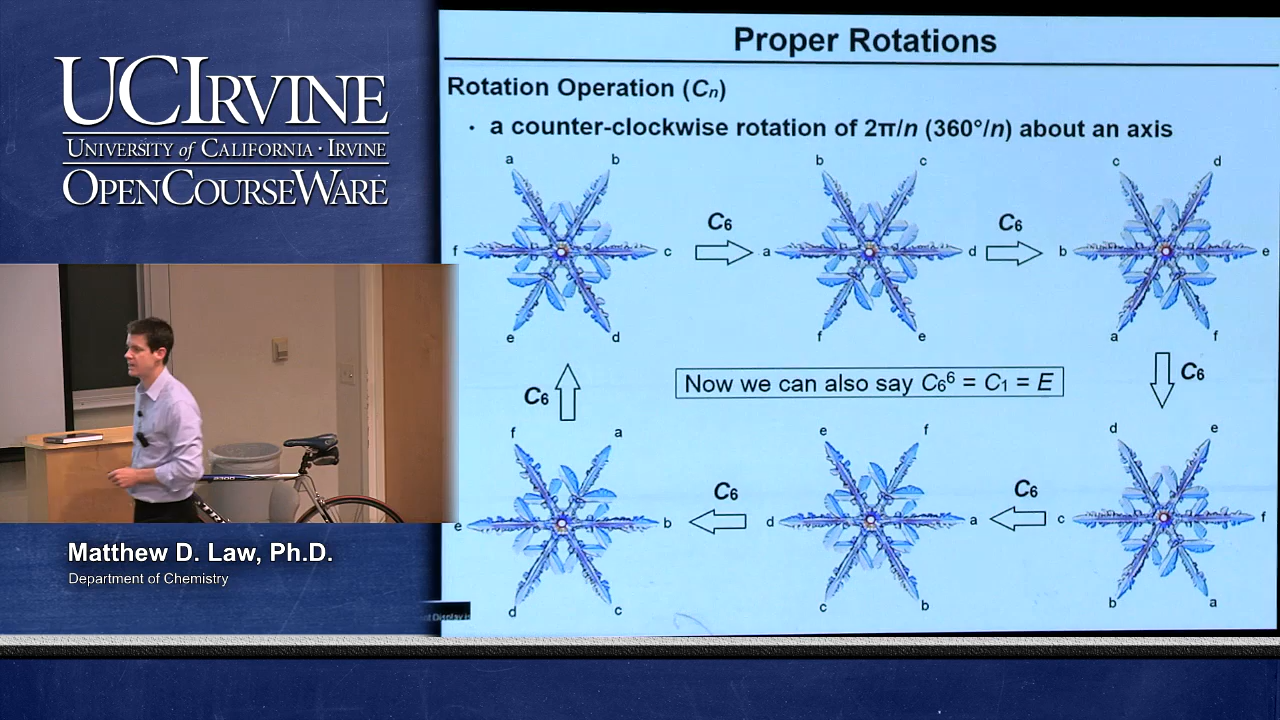 UCIRVINE
UNIVERSITY of CALIFORNIA · IRVINE
OPENCOURSEWARE
Matthew D. Law, Ph.D.
Department of Chemistry
Proper Rotations
Rotation Operation (Cn)
· a counter-clockwise rotation of 2π/n (360°/n) about an axis
a b
f c
e d
C6
b c
a d
f e
C6
c d
b e
a f
C6
Now we can also say C6⁶ = C1 = E
C6
f a
e b
d c
C6
e f
d a
c b
C6
d e
c f
b a